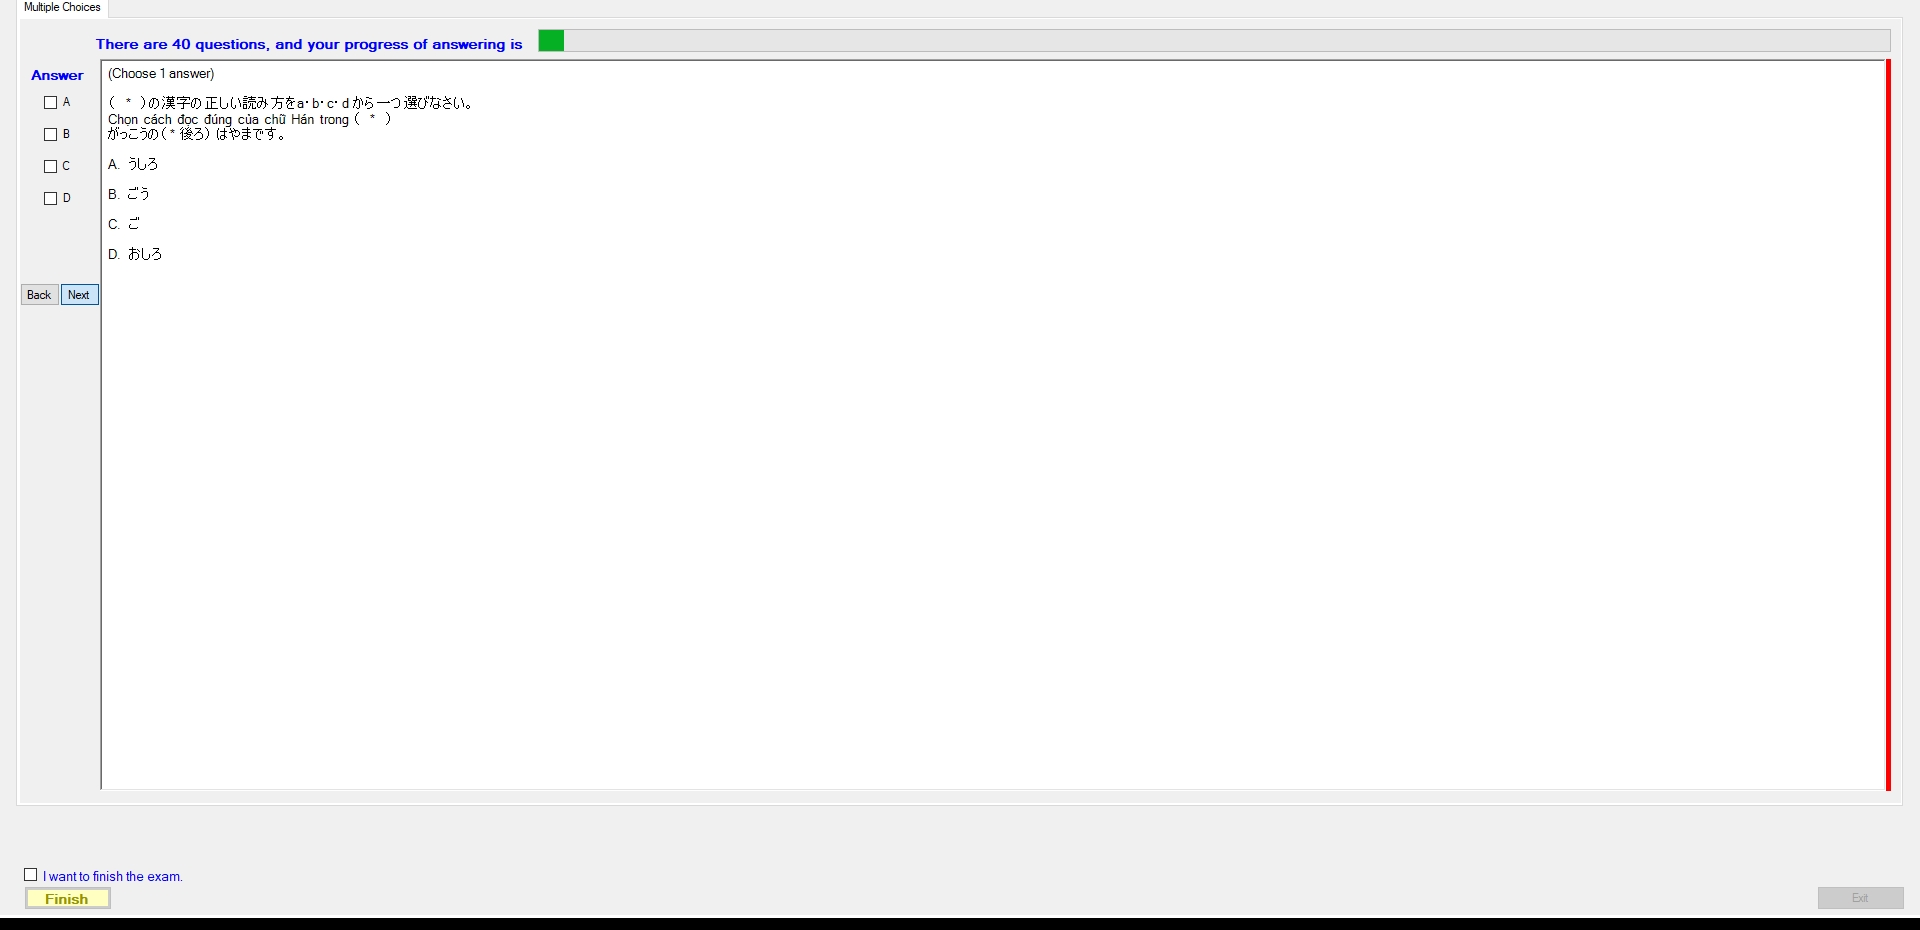 Multiple Choices
There are 40 questions, and your progress of answering is
Answer
A
B
C
D
Back
Next
(Choose 1 answer)
( * )の漢字の正しい読み方をa・b・c・dから一つ選びなさい。
Chọn cách đọc đúng của chữ Hán trong ( * )
がっこうの(*後ろ) はやまです。
A. うしろ
B. ごう
C. ご
D. おしろ
I want to finish the exam.
Finish
Exit